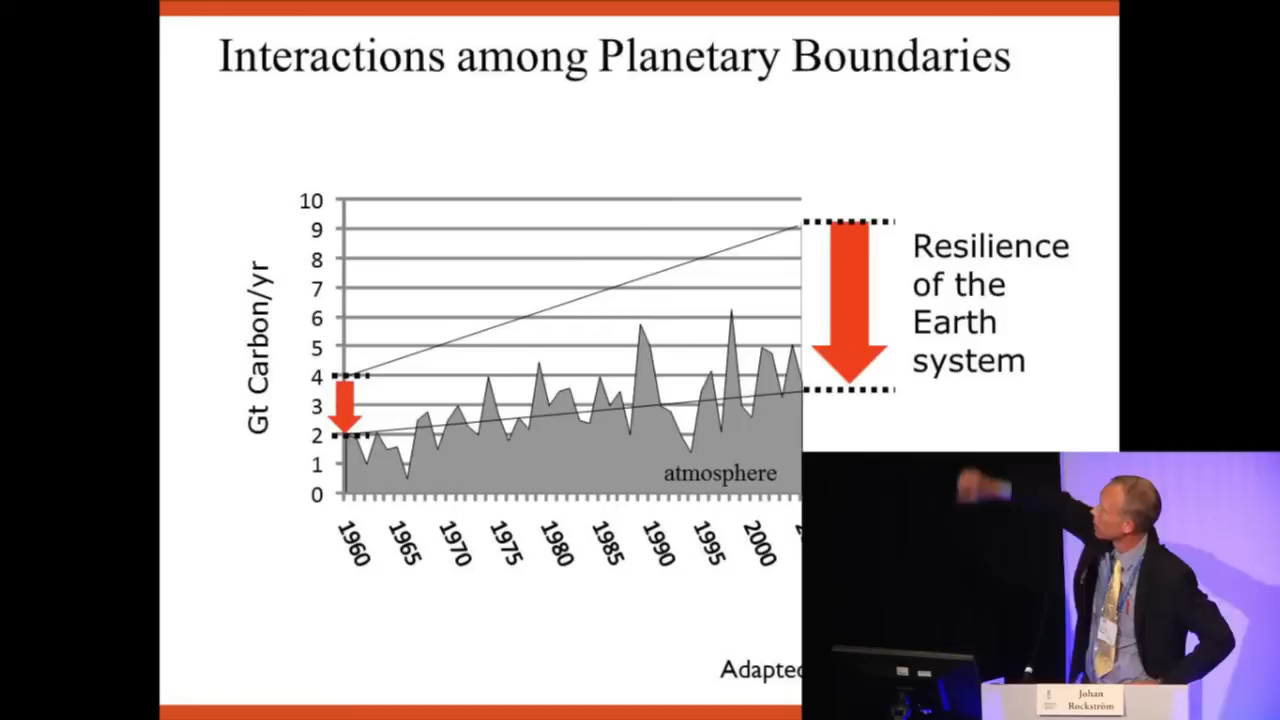 Interactions among Planetary Boundaries
10
9
8
7
6
5
4
3
2
1
0
Gt Carbon/yr
atmosphere
1960
1965
1970
1975
1980
1985
1990
1995
2000
Resilience
of the
Earth
system
Adapted
Johan
Rockström